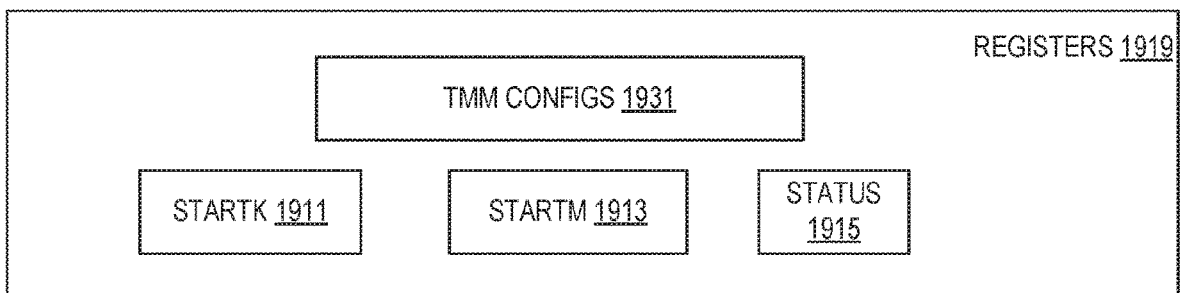 REGISTERS 1919
TMM CONFIGS 1931
STARTK 1911
STARTM 1913
STATUS
1915